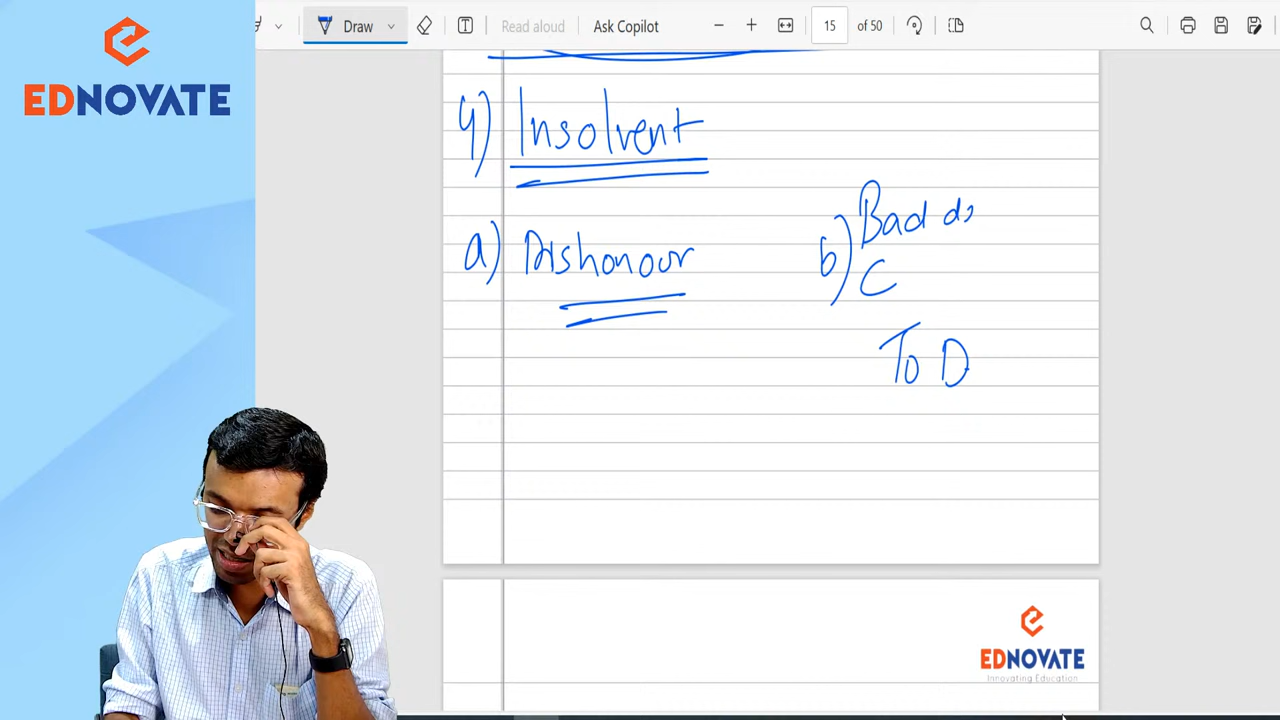 Draw
Read aloud
Ask Copilot
15 of 50
EDNOVATE
4) Insolvent
a) Dishonour
b) Bad
C
To D
EDNOVATE
Innovating Education